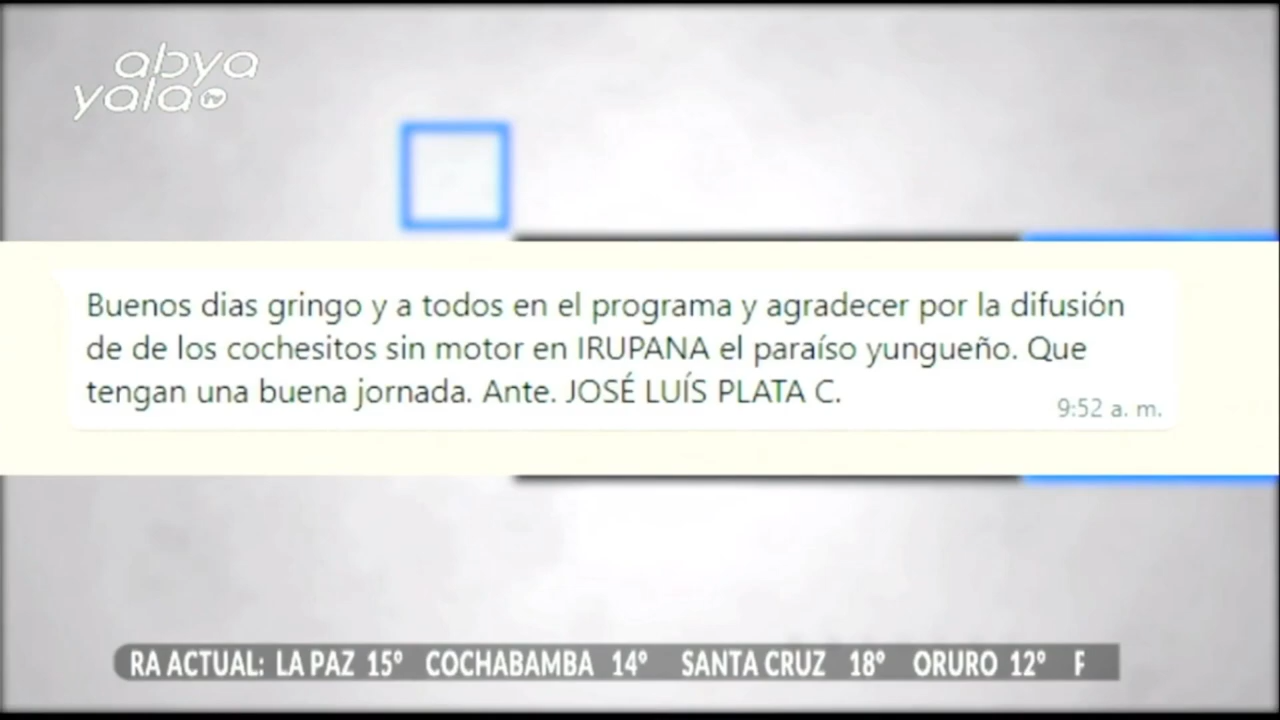 abya
yala tv
Buenos dias gringo y a todos en el programa y agradecer por la difusión
de de los cochesitos sin motor en IRUPANA el paraíso yungueño. Que
tengan una buena jornada. Ante. JOSÉ LUÍS PLATA C.
9:52 a. m.
RA ACTUAL: LA PAZ 15° COCHABAMBA 14° SANTA CRUZ 18° ORURO 12°